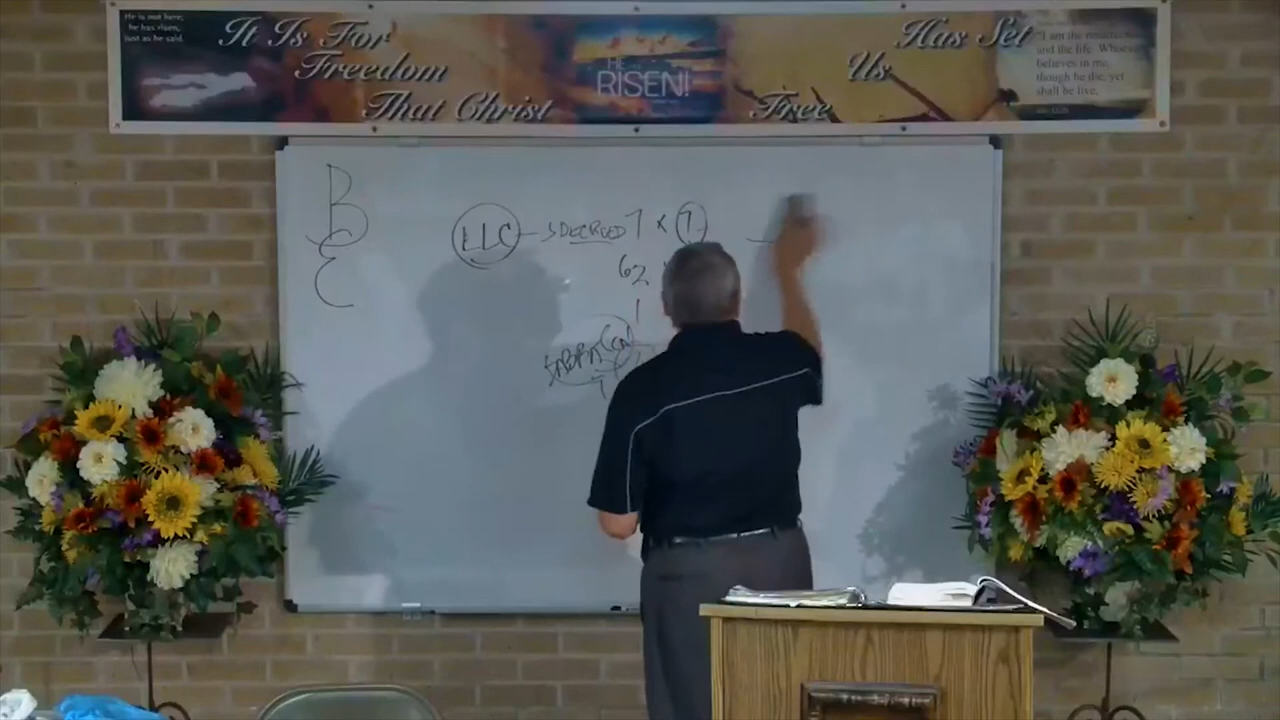 He is not here;
he has risen,
just as he said.
It Is For
Freedom
That Christ
HE IS
RISEN!
Has Set
Us
Free
"I am the resurrection
and the life. Whoever
believes in me,
though he die, yet
shall he live,
B
E
LLC – DECREED 7 x 7
62
1